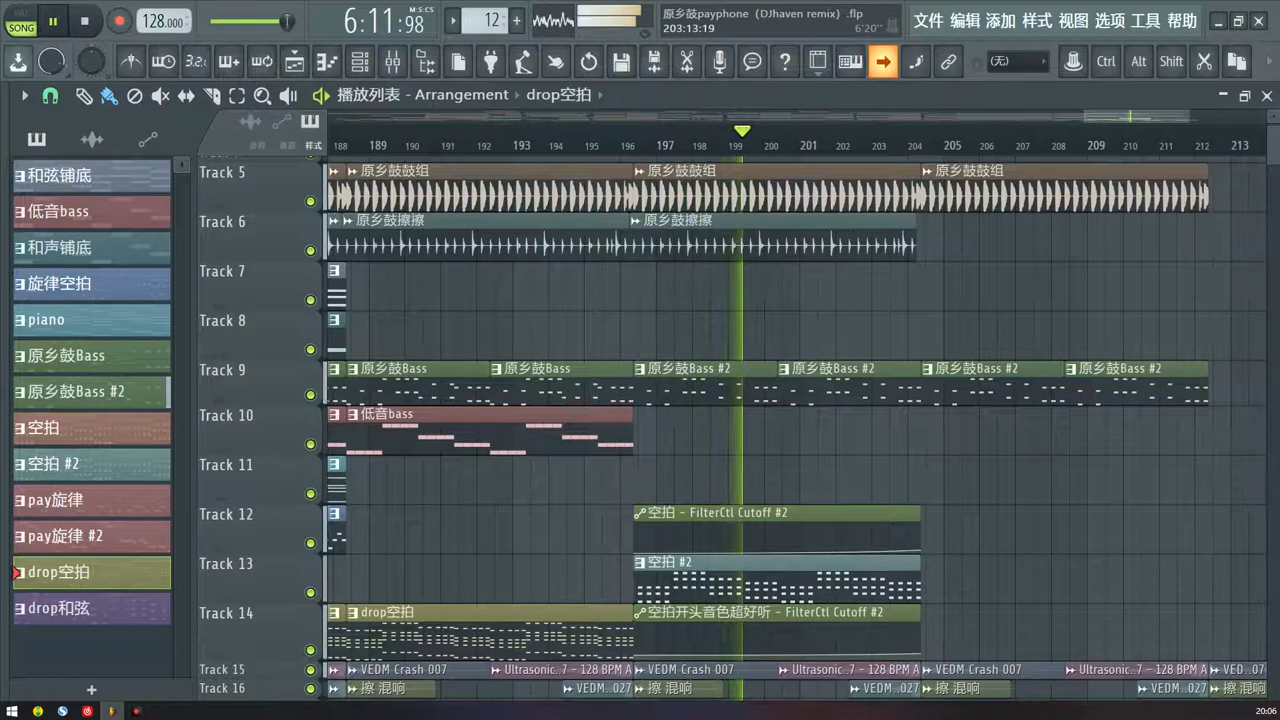 PAT
SONG
128.000
6:11:98
M:S:CS
12
原乡鼓payphone（DJhaven remix）.flp
203:13:19
6'20"
文件 编辑 添加 样式 视图 选项 工具 帮助
3.2
(无)
Ctrl
Alt
Shift
播放列表 - Arrangement › drop空拍
样式
188 189 190 191 192 193 194 195 196 197 198 199 200 201 202 203 204 205 206 207 208 209 210 211 212 213
和弦铺底
低音bass
和声铺底
旋律空拍
piano
原乡鼓Bass
原乡鼓Bass #2
空拍
空拍 #2
pay旋律
pay旋律 #2
drop空拍
drop和弦
Track 5
原乡鼓鼓组
原乡鼓鼓组
原乡鼓鼓组
Track 6
原乡鼓擦擦
原乡鼓擦擦
Track 7
Track 8
Track 9
原乡鼓Bass
原乡鼓Bass
原乡鼓Bass #2
原乡鼓Bass #2
原乡鼓Bass #2
原乡鼓Bass #2
Track 10
低音bass
Track 11
Track 12
空拍 - FilterCtl Cutoff #2
Track 13
空拍 #2
Track 14
drop空拍
空拍开头音色超好听 - FilterCtl Cutoff #2
Track 15
VEDM Crash 007
Ultrasonic..7 - 128 BPM A
VEDM Crash 007
Ultrasonic..7 - 128 BPM A
VEDM Crash 007
Ultrasonic..7 - 128 BPM A
VED..07
Track 16
擦 混响
VEDM..027
擦 混响
VEDM..027
擦 混响
VEDM..027
擦 混响
20:06